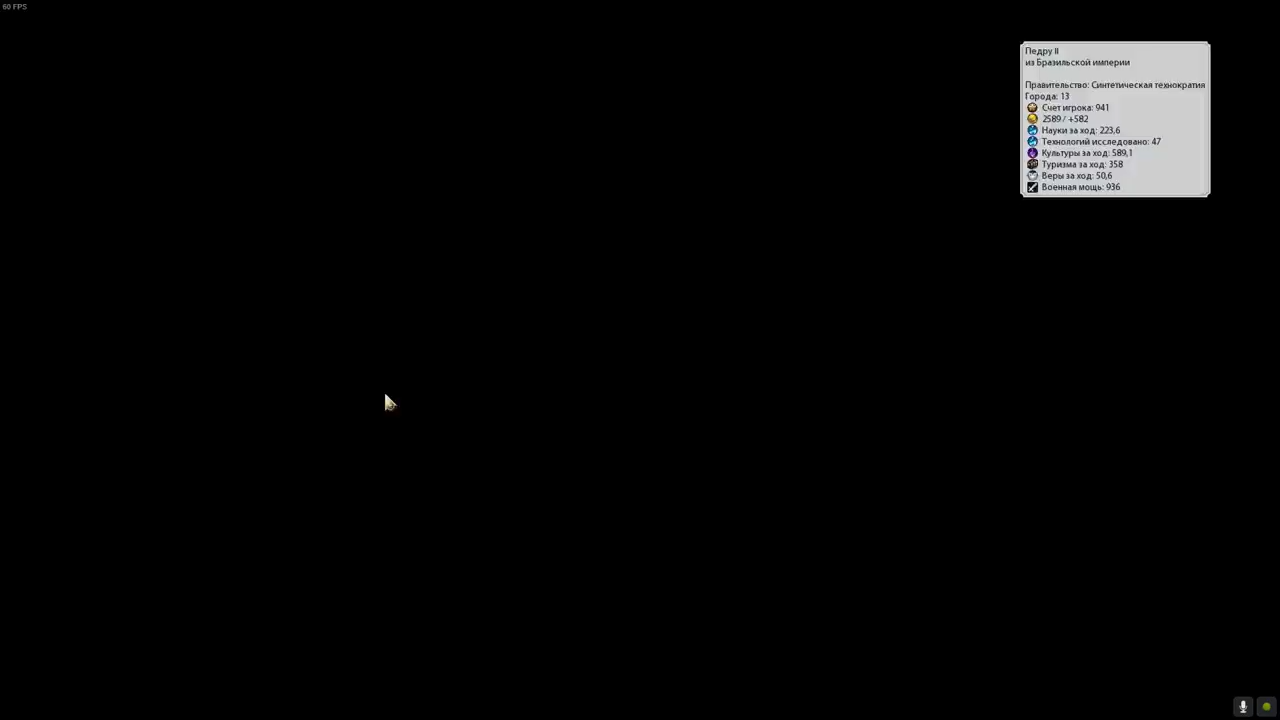 60 FPS
Педру II
из Бразильской империи
Правительство: Синтетическая технократия
Города: 13
Счет игрока: 941
2589 / +582
Науки за ход: 223,6
Технологий исследовано: 47
Культуры за ход: 589,1
Туризма за ход: 358
Веры за ход: 50,6
Военная мощь: 936